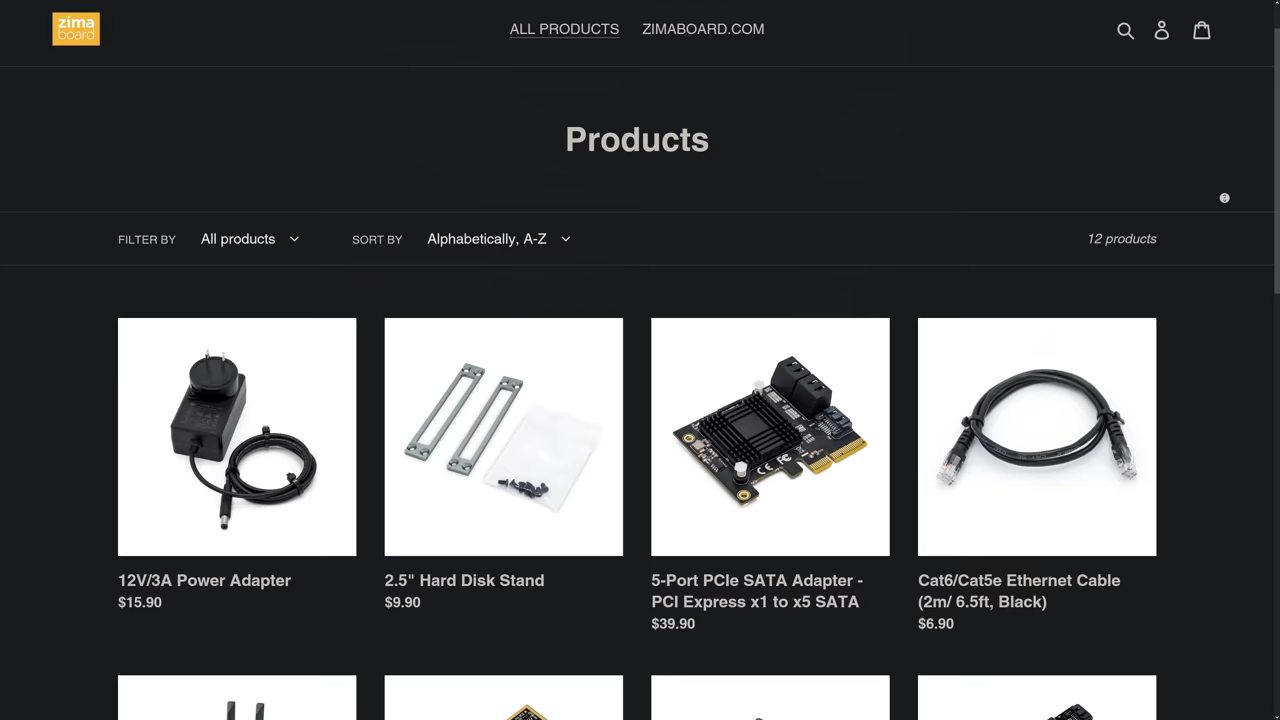 zima
board
ALL PRODUCTS
ZIMABOARD.COM
Products
FILTER BY
All products
SORT BY
Alphabetically, A-Z
12 products
12V/3A Power Adapter
$15.90
2.5" Hard Disk Stand
$9.90
5-Port PCIe SATA Adapter -
PCI Express x1 to x5 SATA
$39.90
Cat6/Cat5e Ethernet Cable
(2m/ 6.5ft, Black)
$6.90